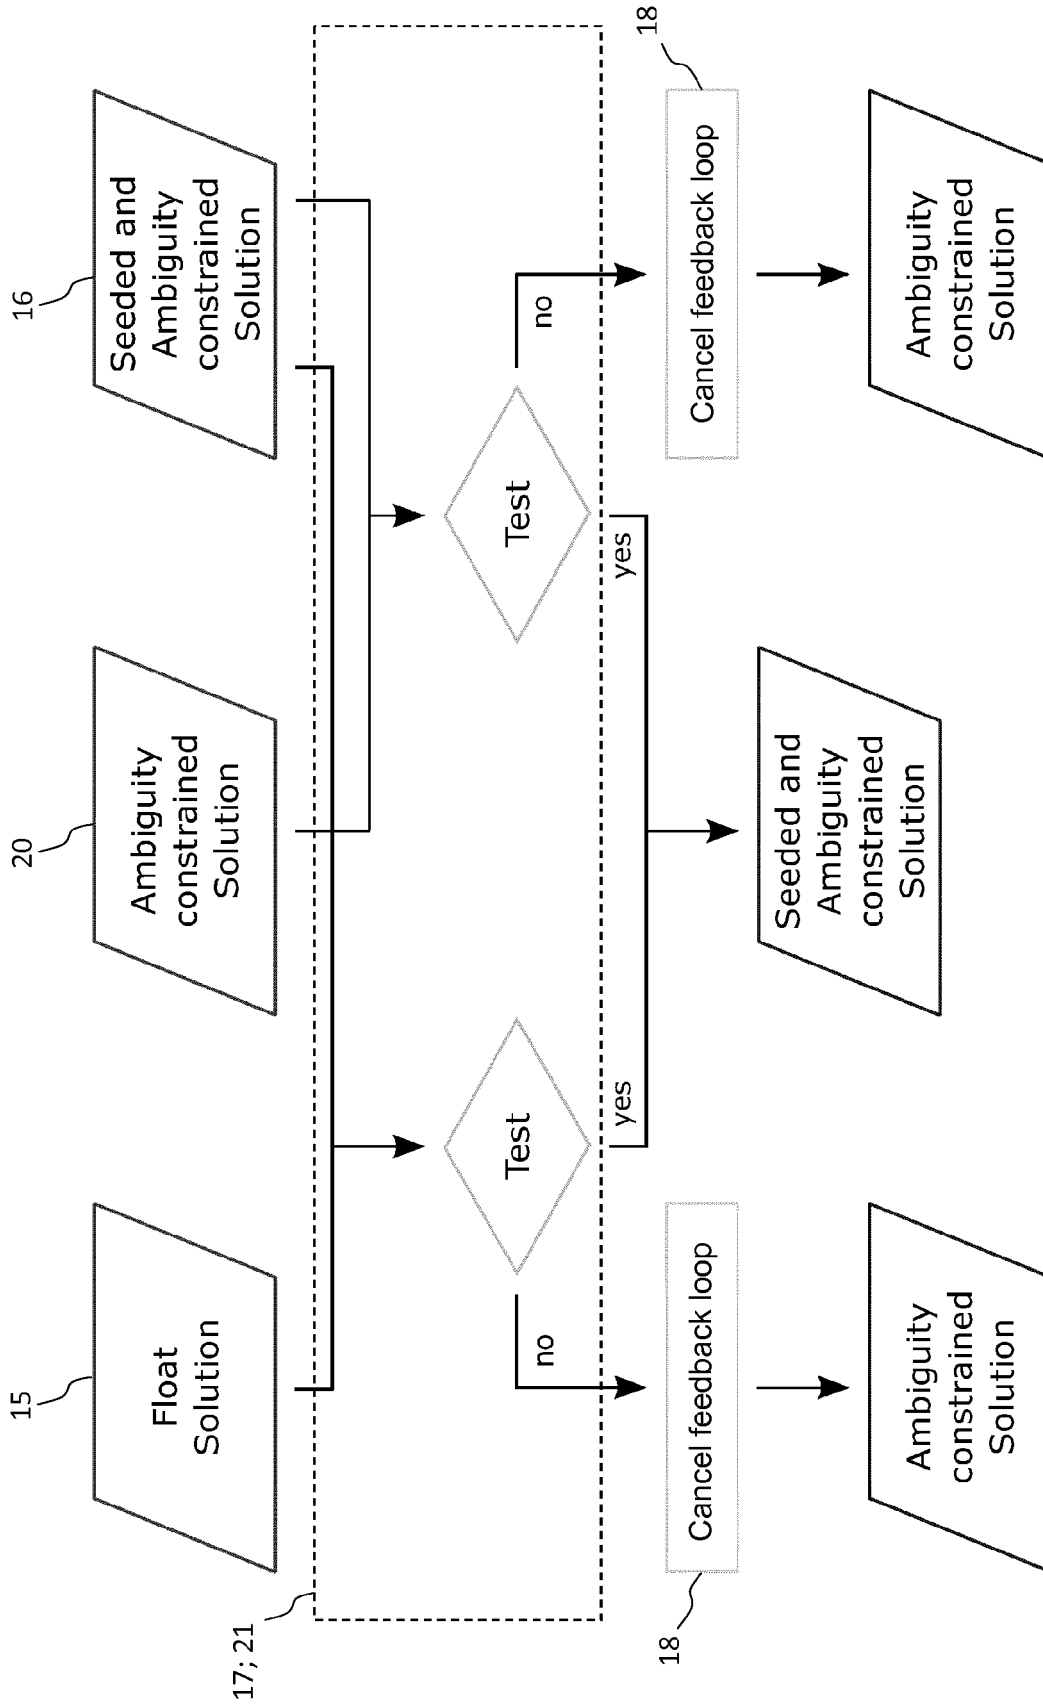 15
Float
Solution
20
Ambiguity
constrained
Solution
16
Seeded and
Ambiguity
constrained
Solution
17; 21
Test
Test
no
yes
yes
no
18
Cancel feedback loop
Cancel feedback loop
18
Seeded and
Ambiguity
constrained
Solution
Ambiguity
constrained
Solution
Ambiguity
constrained
Solution